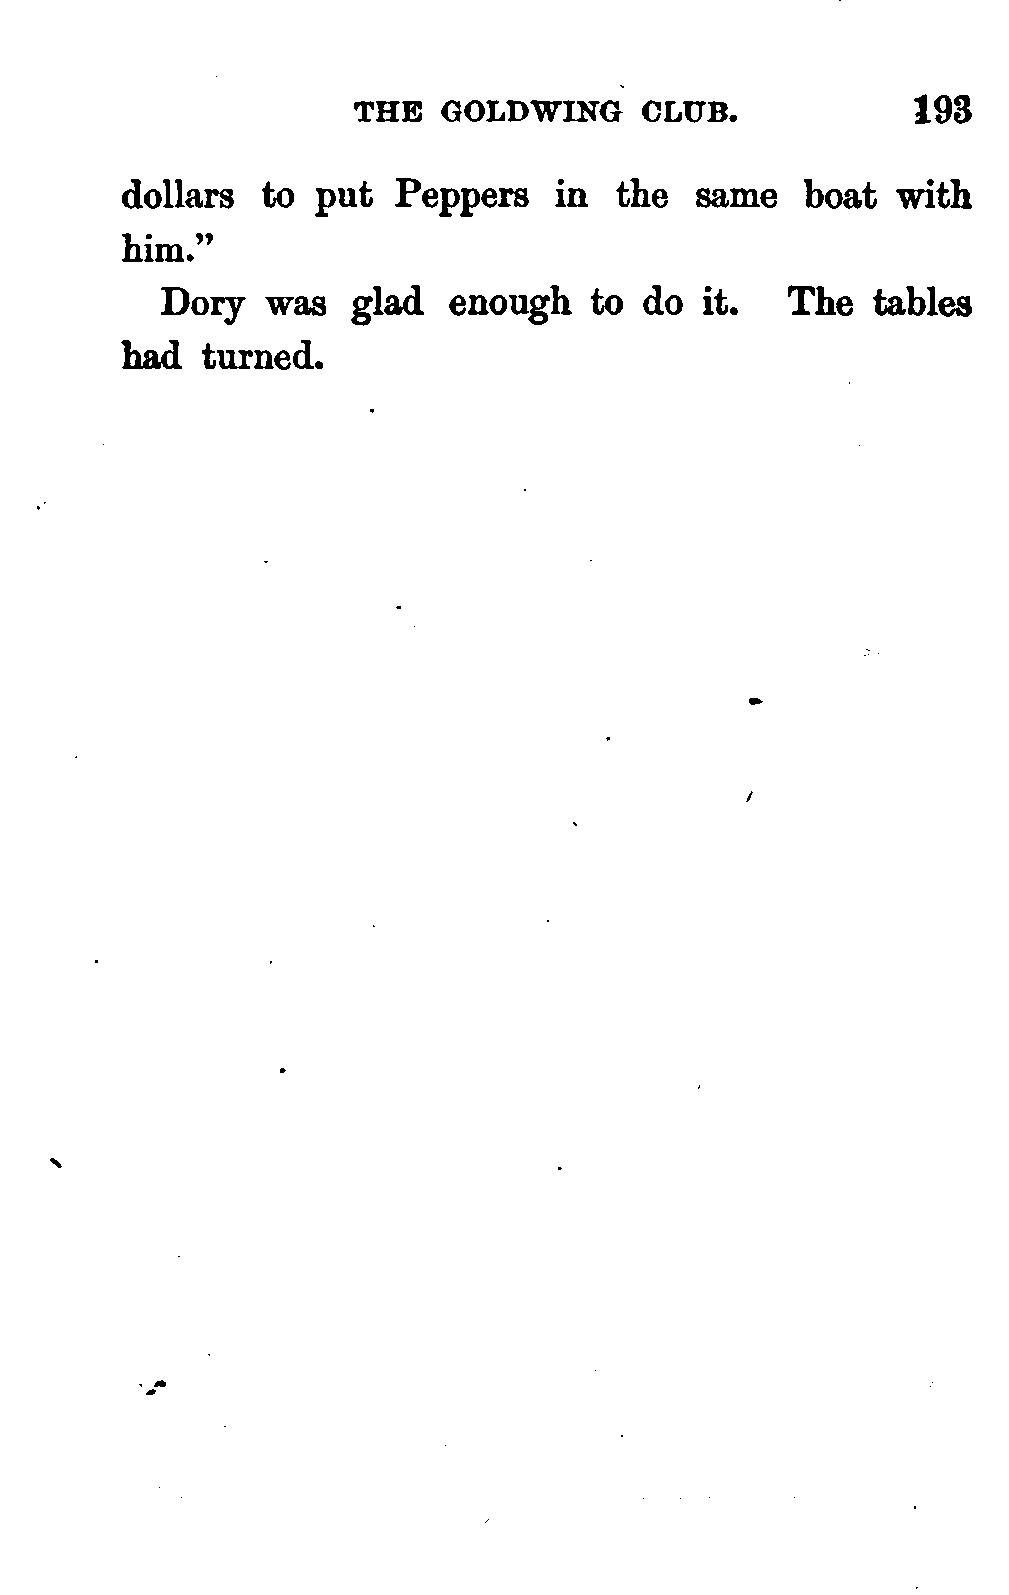 THE GOLDWING CLUB. 193
dollars to put Peppers in the same boat with
him.”
Dory was glad enough to do it. The tables
had turned.